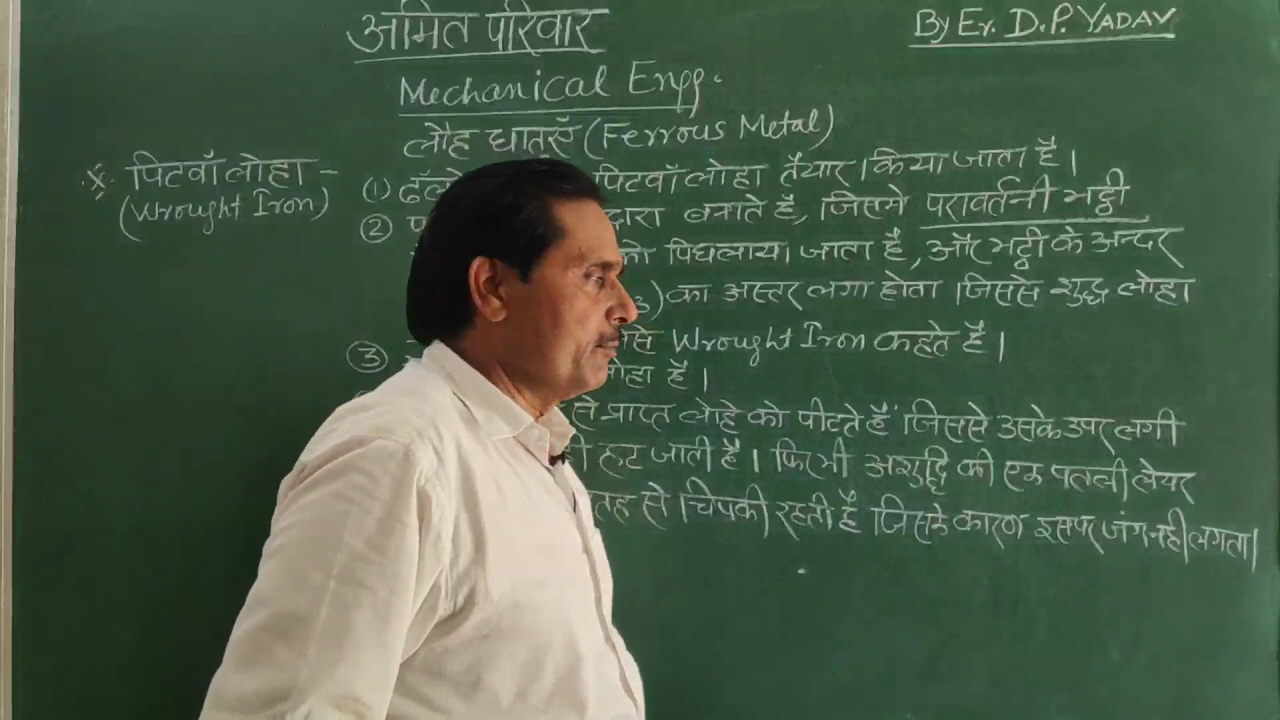 अमित परिवार
By Er. D.P. YADAV
Mechanical Engg.
लौह धातुएँ (Ferrous Metal)
* पिटवाँ लोहा -
(Wrought Iron)
① पिटवाँ लोहा तैयार किया जाता है।
② द्वारा बनाते है, जिसमे परावर्तनी भट्ठी
को पिघलाया जाता है, और भट्ठी के अन्दर
का अस्तर लगा होता जिससे शुद्ध लोहा
Wrought Iron कहते है।
③ लोहा है।
से प्राप्त लोहे को पीटते है जिससे उसके उपर लगी
हट जाती है। फिर भी अशुद्धि की एक पतली लेयर
से चिपकी रहती है जिसके कारण इसपर जंग नही लगता।